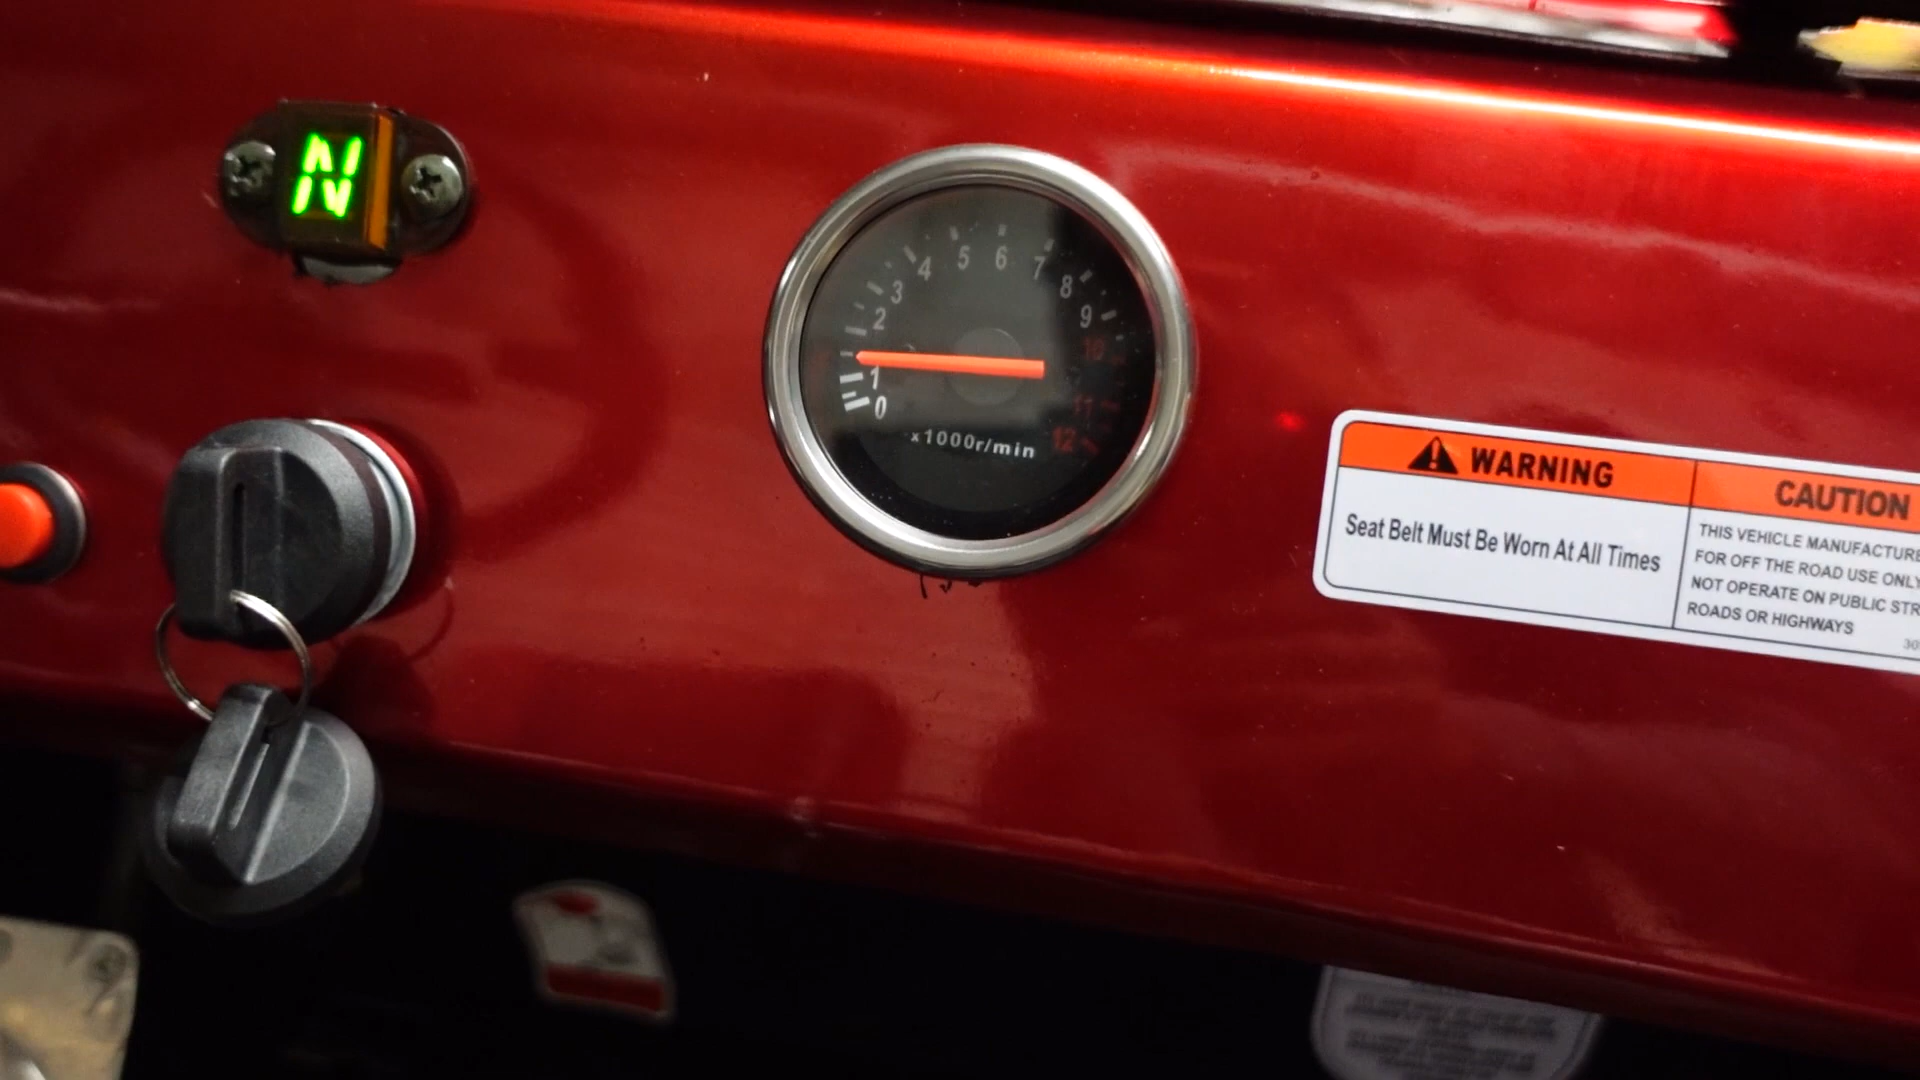 N
0
1
2
3
4
5
6
7
8
9
10
11
12
x1000r/min
WARNING
Seat Belt Must Be Worn At All Times
CAUTION
THIS VEHICLE
FOR OFF THE ROAD USE ONLY
NOT OPERATE ON PUBLIC
ROADS OR HIGHWAYS